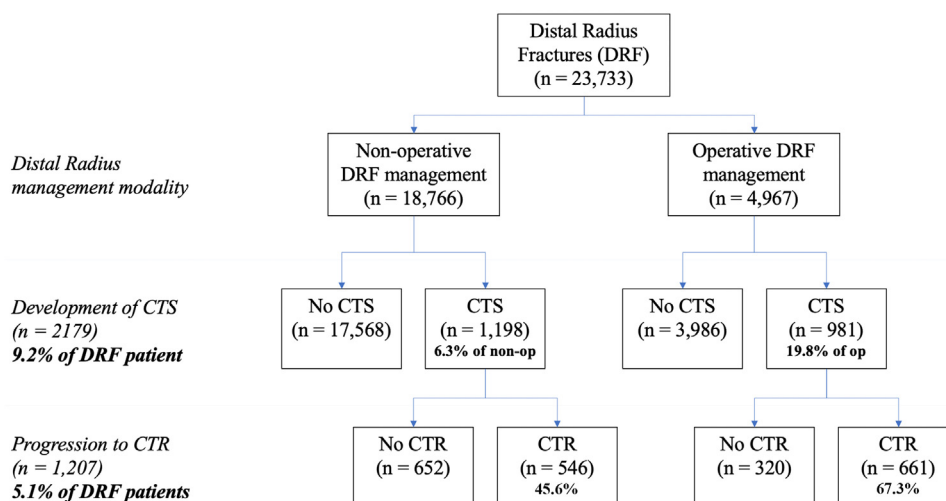 Distal Radius
Fractures (DRF)
(n = 23,733)
Distal Radius
management modality
Non-operative
DRF management
(n = 18,766)
Operative DRF
management
(n = 4,967)
Development of CTS
(n = 2179)
9.2% of DRF patient
No CTS
(n = 17,568)
CTS
(n = 1,198)
6.3% of non-op
No CTS
(n = 3,986)
CTS
(n = 981)
19.8% of op
Progression to CTR
(n = 1,207)
5.1% of DRF patients
No CTR
(n = 652)
CTR
(n = 546)
45.6%
No CTR
(n = 320)
CTR
(n = 661)
67.3%